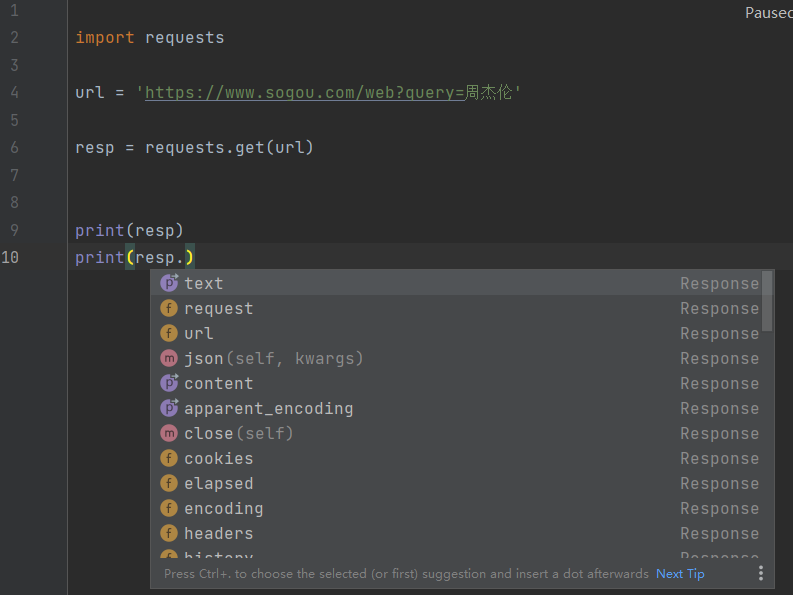 Paused
1
2 import requests
3
4 url = 'https://www.sogou.com/web?query=周杰伦'
5
6 resp = requests.get(url)
7
8
9 print(resp)
10 print(resp.)
text Response
request Response
url Response
json(self, kwargs) Response
content Response
apparent_encoding Response
close(self) Response
cookies Response
elapsed Response
encoding Response
headers Response
history Response
Press Ctrl+. to choose the selected (or first) suggestion and insert a dot afterwards Next Tip